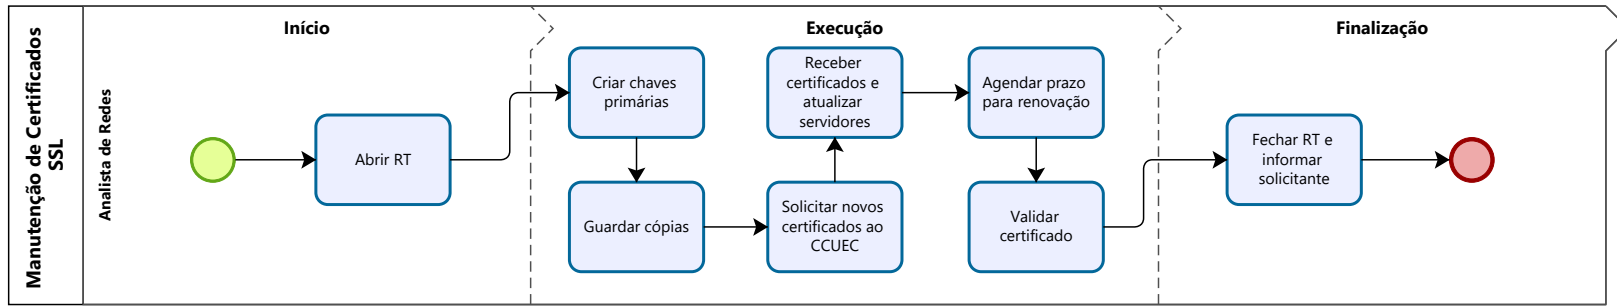 Manutenção de Certificados
SSL
Analista de Redes
Início
Abrir RT
Execução
Criar chaves
primárias
Guardar cópias
Solicitar novos
certificados ao
CCUEC
Receber
certificados e
atualizar
servidores
Agendar prazo
para renovação
Validar
certificado
Finalização
Fechar RT e
informar
solicitante